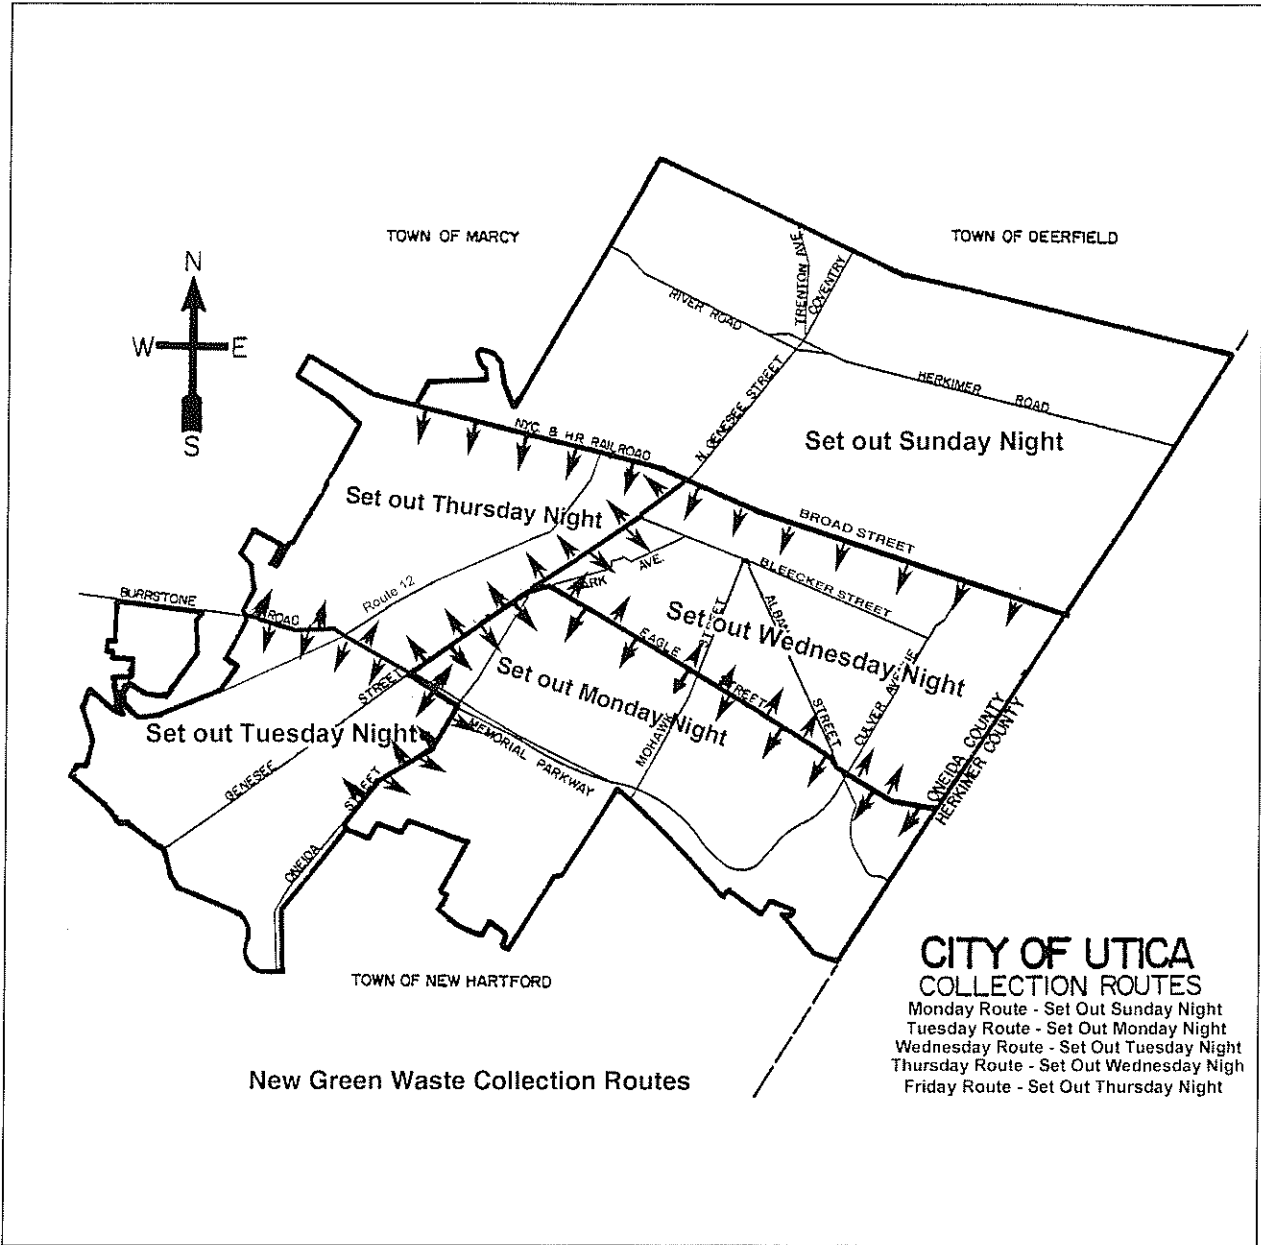 TOWN OF MARCY
TOWN OF DEERFIELD
N
W E
S
TRENTON AVE.
COVENTRY
RIVER ROAD
HERKIMER ROAD
N. GENESEE STREET
Set out Sunday Night
NYC. & H.R. RAILROAD
Set out Thursday Night
BROAD STREET
BLEECKER STREET
PARK AVE.
Route 12
BURRSTONE ROAD
Set out Wednesday Night
STREET
EAGLE STREET
STREET
CULVER AVENUE
Set out Monday Night
MOHAWK
STREET
Set out Tuesday Night
MEMORIAL PARKWAY
GENESEE
STREET
ONEIDA
ONEIDA COUNTY
HERKIMER COUNTY
TOWN OF NEW HARTFORD
CITY OF UTICA
COLLECTION ROUTES
Monday Route - Set Out Sunday Night
Tuesday Route - Set Out Monday Night
Wednesday Route - Set Out Tuesday Night
Thursday Route - Set Out Wednesday Nigh
Friday Route - Set Out Thursday Night
New Green Waste Collection Routes